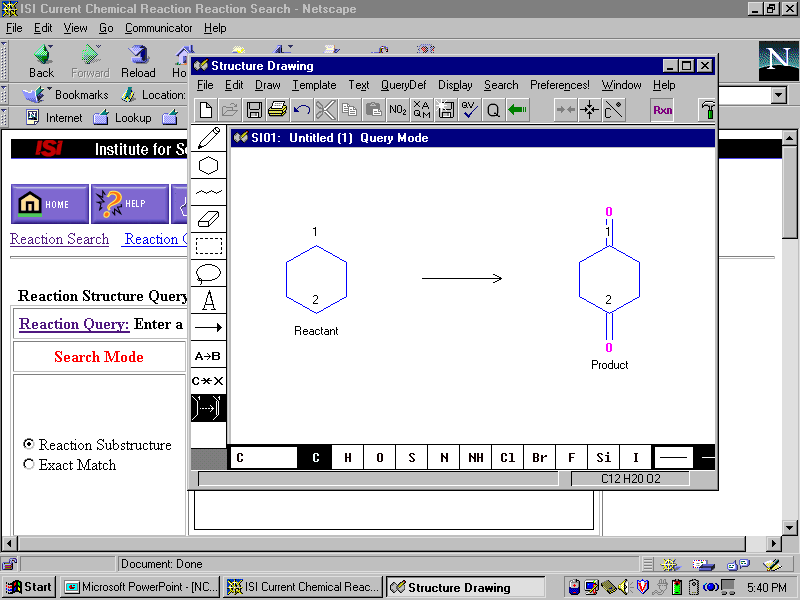 ISI Current Chemical Reaction Reaction Search - Netscape
File Edit View Go Communicator Help
Back Forward Reload Ho
Bookmarks Location:
Internet Lookup
N
Structure Drawing
File Edit Draw Template Text QueryDef Display Search Preferences! Window Help
NO2 XA QM QV Q Rxn
SI01: Untitled (1) Query Mode
ISI Institute for S
HOME HELP
Reaction Search Reaction
Reaction Structure Query
Reaction Query: Enter a
Search Mode
Reaction Substructure
Exact Match
A
A→B
C⁎X
1
2
Reactant
O
1
2
O
Product
C C H O S N NH Cl Br F Si I
C12 H20 O2
Document: Done
Start Microsoft PowerPoint - [NC... ISI Current Chemical Reac... Structure Drawing 5:40 PM